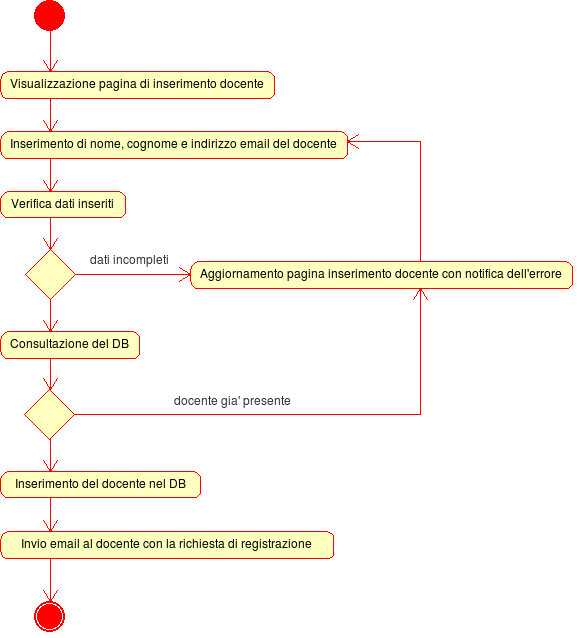 Visualizzazione pagina di inserimento docente
Inserimento di nome, cognome e indirizzo email del docente
Verifica dati inseriti
dati incompleti
Aggiornamento pagina inserimento docente con notifica dell'errore
Consultazione del DB
docente gia' presente
Inserimento del docente nel DB
Invio email al docente con la richiesta di registrazione